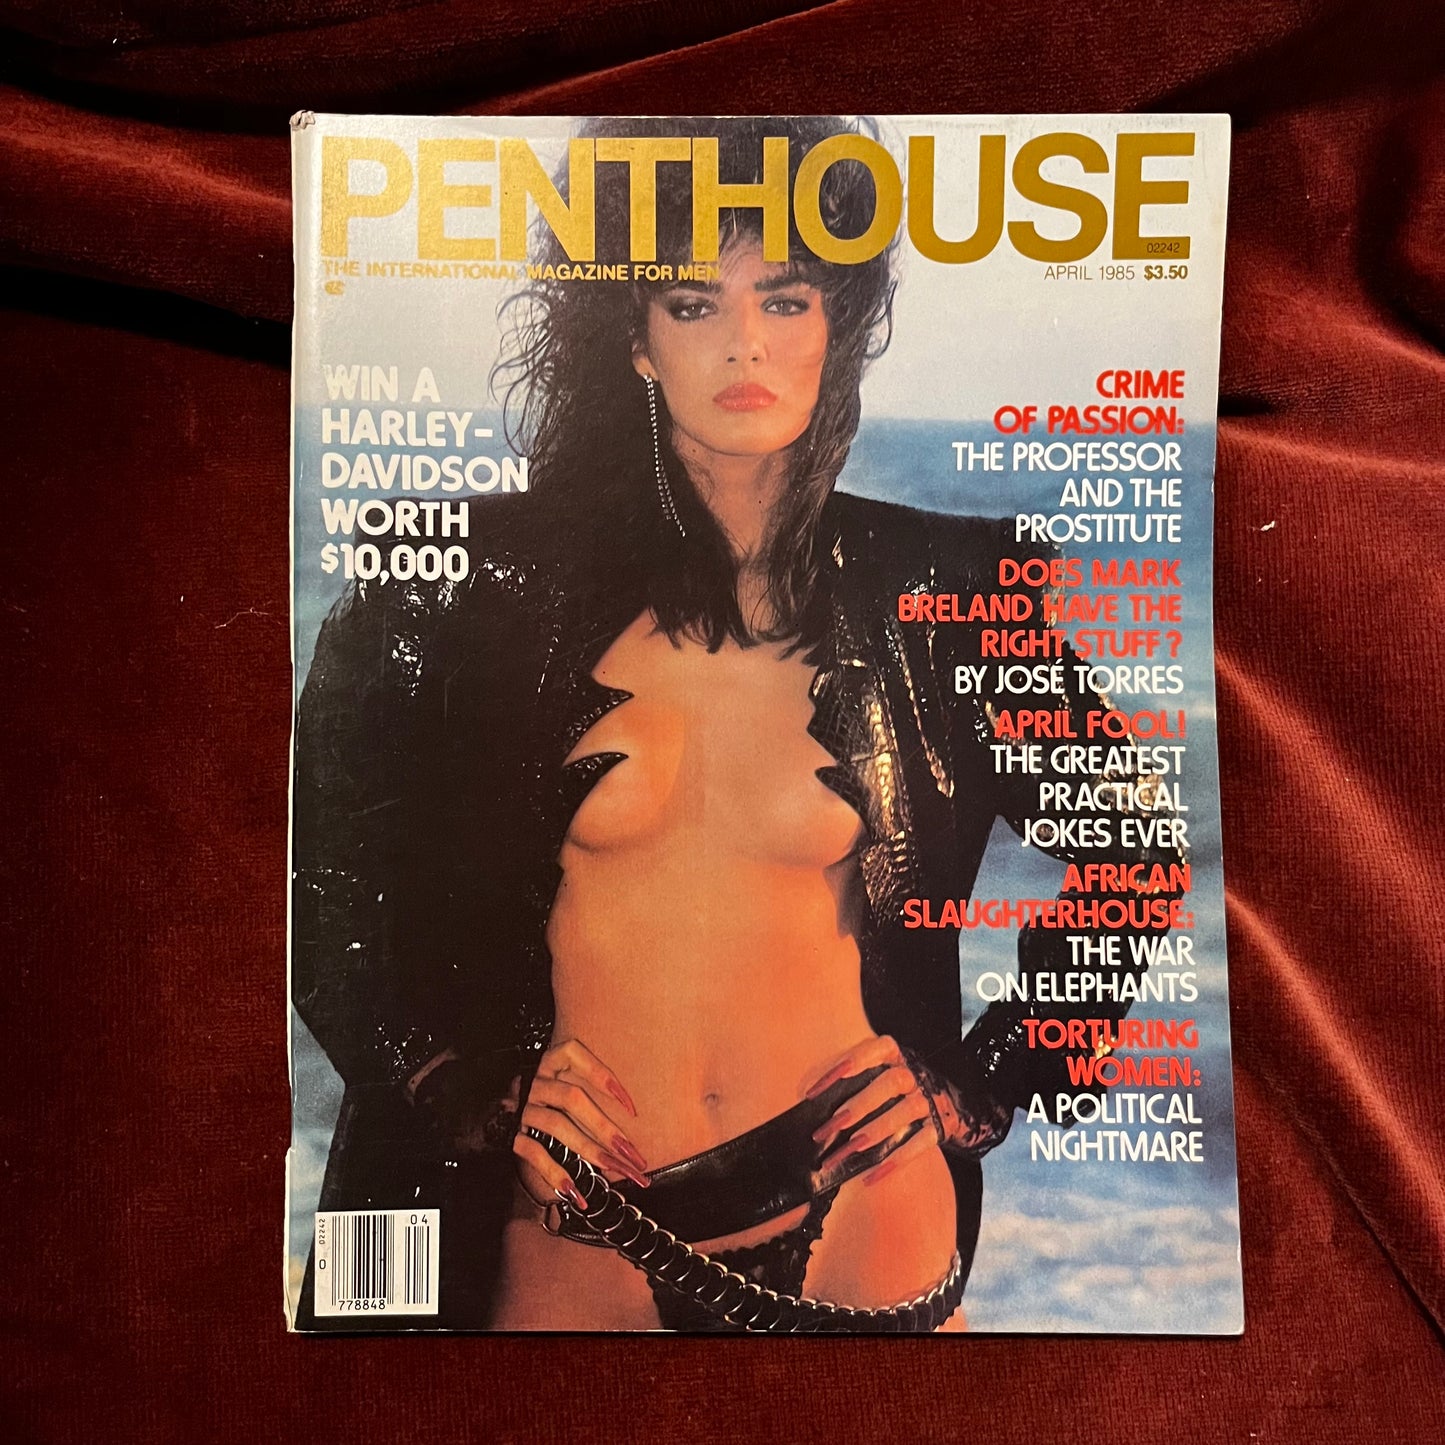 PENTHOUSE
02242
THE INTERNATIONAL MAGAZINE FOR MEN
APRIL 1985 $3.50
WIN A
HARLEY-
DAVIDSON
WORTH
$10,000
CRIME
OF PASSION:
THE PROFESSOR
AND THE
PROSTITUTE
DOES MARK
BRELAND HAVE THE
RIGHT STUFF?
BY JOSÉ TORRES
APRIL FOOL!
THE GREATEST
PRACTICAL
JOKES EVER
AFRICAN
SLAUGHTERHOUSE:
THE WAR
ON ELEPHANTS
TORTURING
WOMEN:
A POLITICAL
NIGHTMARE
02242
04
0
778848